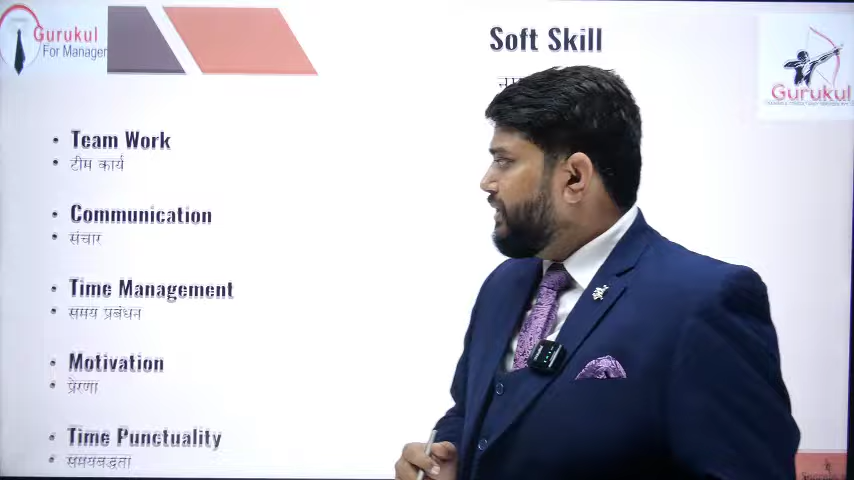 Gurukul
For Manager
Soft Skill
Gurukul
• Team Work
• टीम कार्य
• Communication
• संचार
• Time Management
• समय प्रबंधन
• Motivation
• प्रेरणा
• Time Punctuality
• समयबद्धता